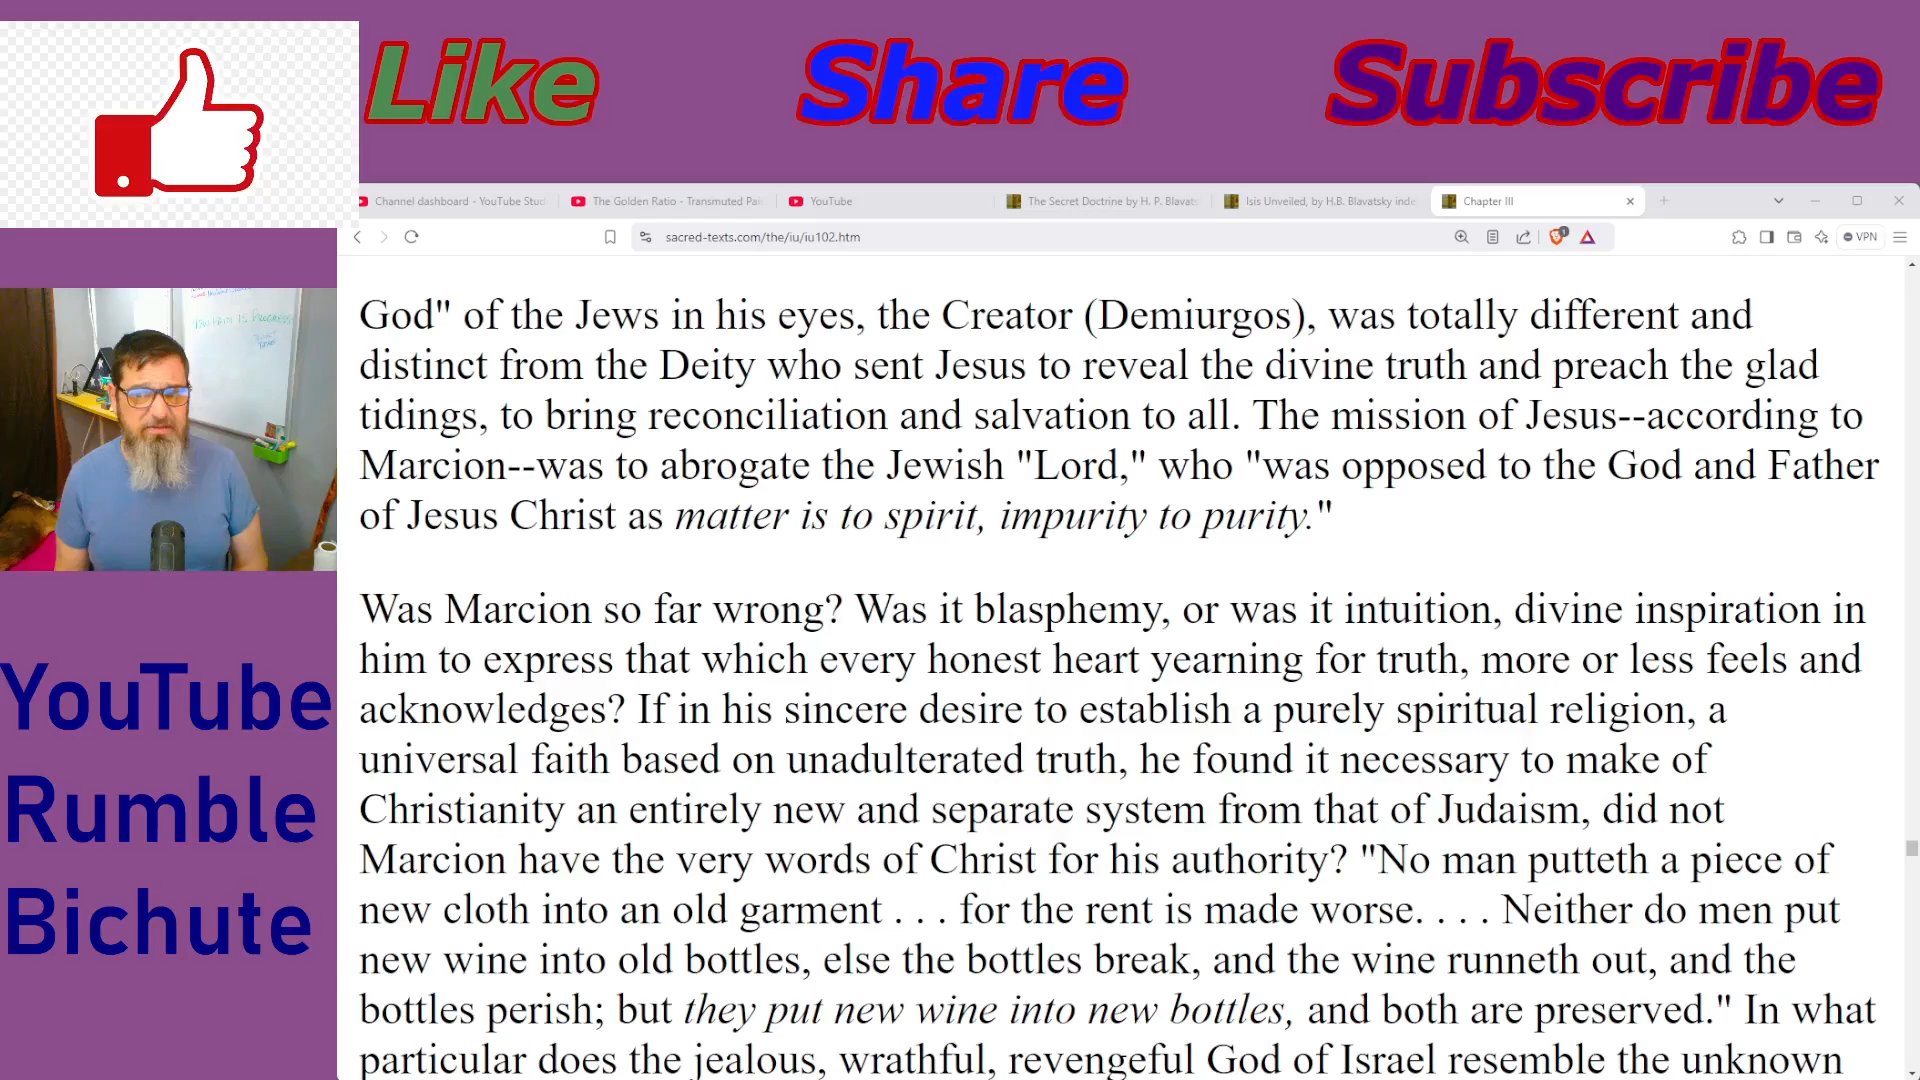 Like Share Subscribe
Channel dashboard - YouTube Stud
The Golden Ratio - Transmuted Pai
YouTube
The Secret Doctrine by H. P. Blavats
Isis Unveiled, by H.B. Blavatsky inde
Chapter III
sacred-texts.com/the/iu/iu102.htm
1
VPN
God" of the Jews in his eyes, the Creator (Demiurgos), was totally different and
distinct from the Deity who sent Jesus to reveal the divine truth and preach the glad
tidings, to bring reconciliation and salvation to all. The mission of Jesus--according to
Marcion--was to abrogate the Jewish "Lord," who "was opposed to the God and Father
of Jesus Christ as matter is to spirit, impurity to purity."
Was Marcion so far wrong? Was it blasphemy, or was it intuition, divine inspiration in
him to express that which every honest heart yearning for truth, more or less feels and
acknowledges? If in his sincere desire to establish a purely spiritual religion, a
universal faith based on unadulterated truth, he found it necessary to make of
Christianity an entirely new and separate system from that of Judaism, did not
Marcion have the very words of Christ for his authority? "No man putteth a piece of
new cloth into an old garment . . . for the rent is made worse. . . . Neither do men put
new wine into old bottles, else the bottles break, and the wine runneth out, and the
bottles perish; but they put new wine into new bottles, and both are preserved." In what
particular does the jealous, wrathful, revengeful God of Israel resemble the unknown
YouTube
Rumble
Bichute